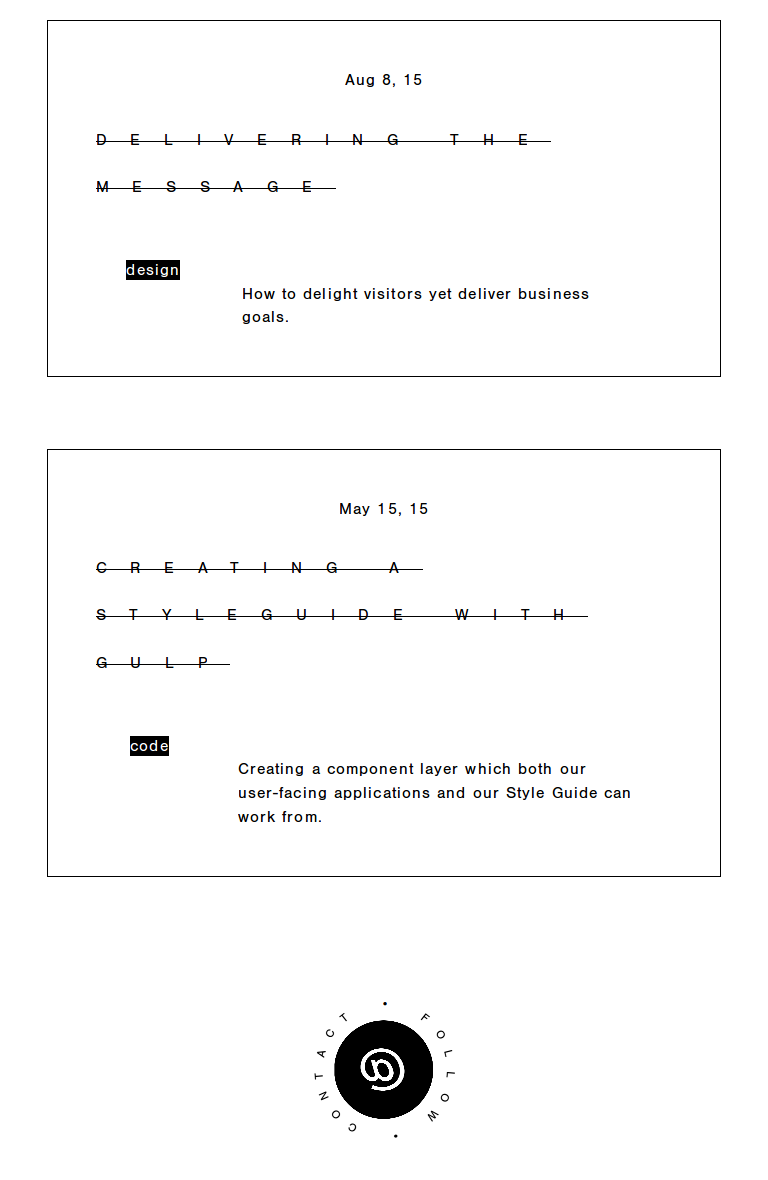 Aug 8, 15
DELIVERING THE
MESSAGE
design
How to delight visitors yet deliver business
goals.
May 15, 15
CREATING A
STYLEGUIDE WITH
GULP
code
Creating a component layer which both our
user-facing applications and our Style Guide can
work from.
CONTACT • FOLLOW •
@